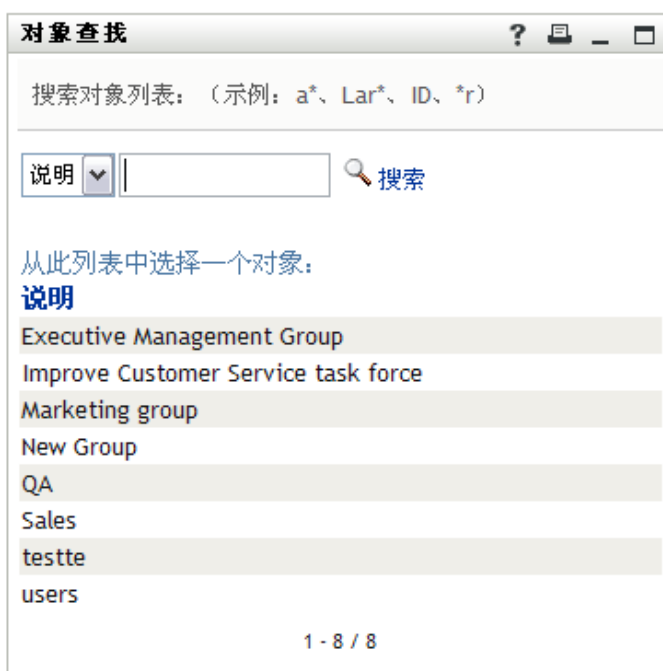 对象查找 ?
搜索对象列表：（示例：a*、Lar*、ID、*r）
说明 搜索
从此列表中选择一个对象：
说明
Executive Management Group
Improve Customer Service task force
Marketing group
New Group
QA
Sales
testte
users
1 - 8 / 8